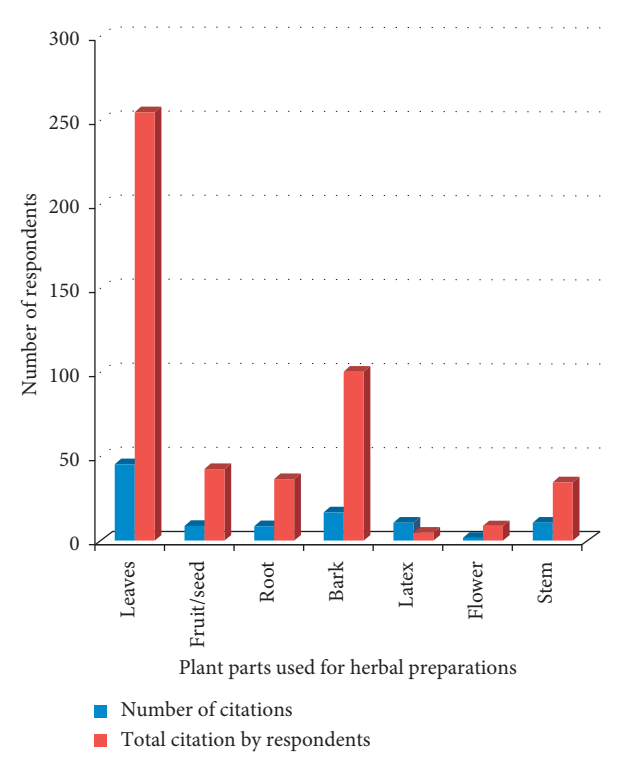 300
250
200
150
100
50
0
Number of respondents
Leaves
Fruit/seed
Root
Bark
Latex
Flower
Stem
Plant parts used for herbal preparations
Number of citations
Total citation by respondents